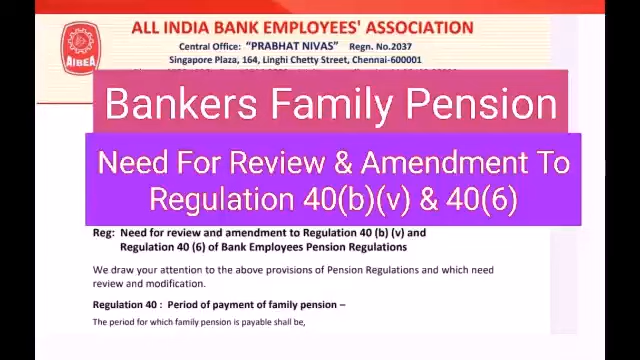 ALL INDIA BANK EMPLOYEES' ASSOCIATION
Central Office: "PRABHAT NIVAS" Regn. No.2037
Singapore Plaza, 164, Linghi Chetty Street, Chennai-600001
AIBEA
Bankers Family Pension
Need For Review & Amendment To
Regulation 40(b)(v) & 40(6)
Reg: Need for review and amendment to Regulation 40 (b) (v) and
Regulation 40 (6) of Bank Employees Pension Regulations
We draw your attention to the above provisions of Pension Regulations and which need
review and modification.
Regulation 40 : Period of payment of family pension –
The period for which family pension is payable shall be,